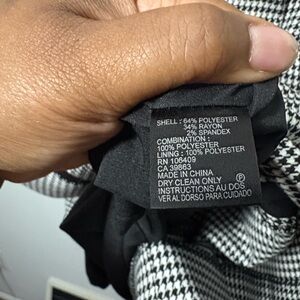 SHELL : 64% POLYESTER
34% RAYON
2% SPANDEX
COMBINATION :
100% POLYESTER
LINING : 100% POLYESTER
RN 106409
CA 39663
MADE IN CHINA
DRY CLEAN ONLY
INSTRUCTIONS AU DOS
VER AL DORSO PARA CUIDADO